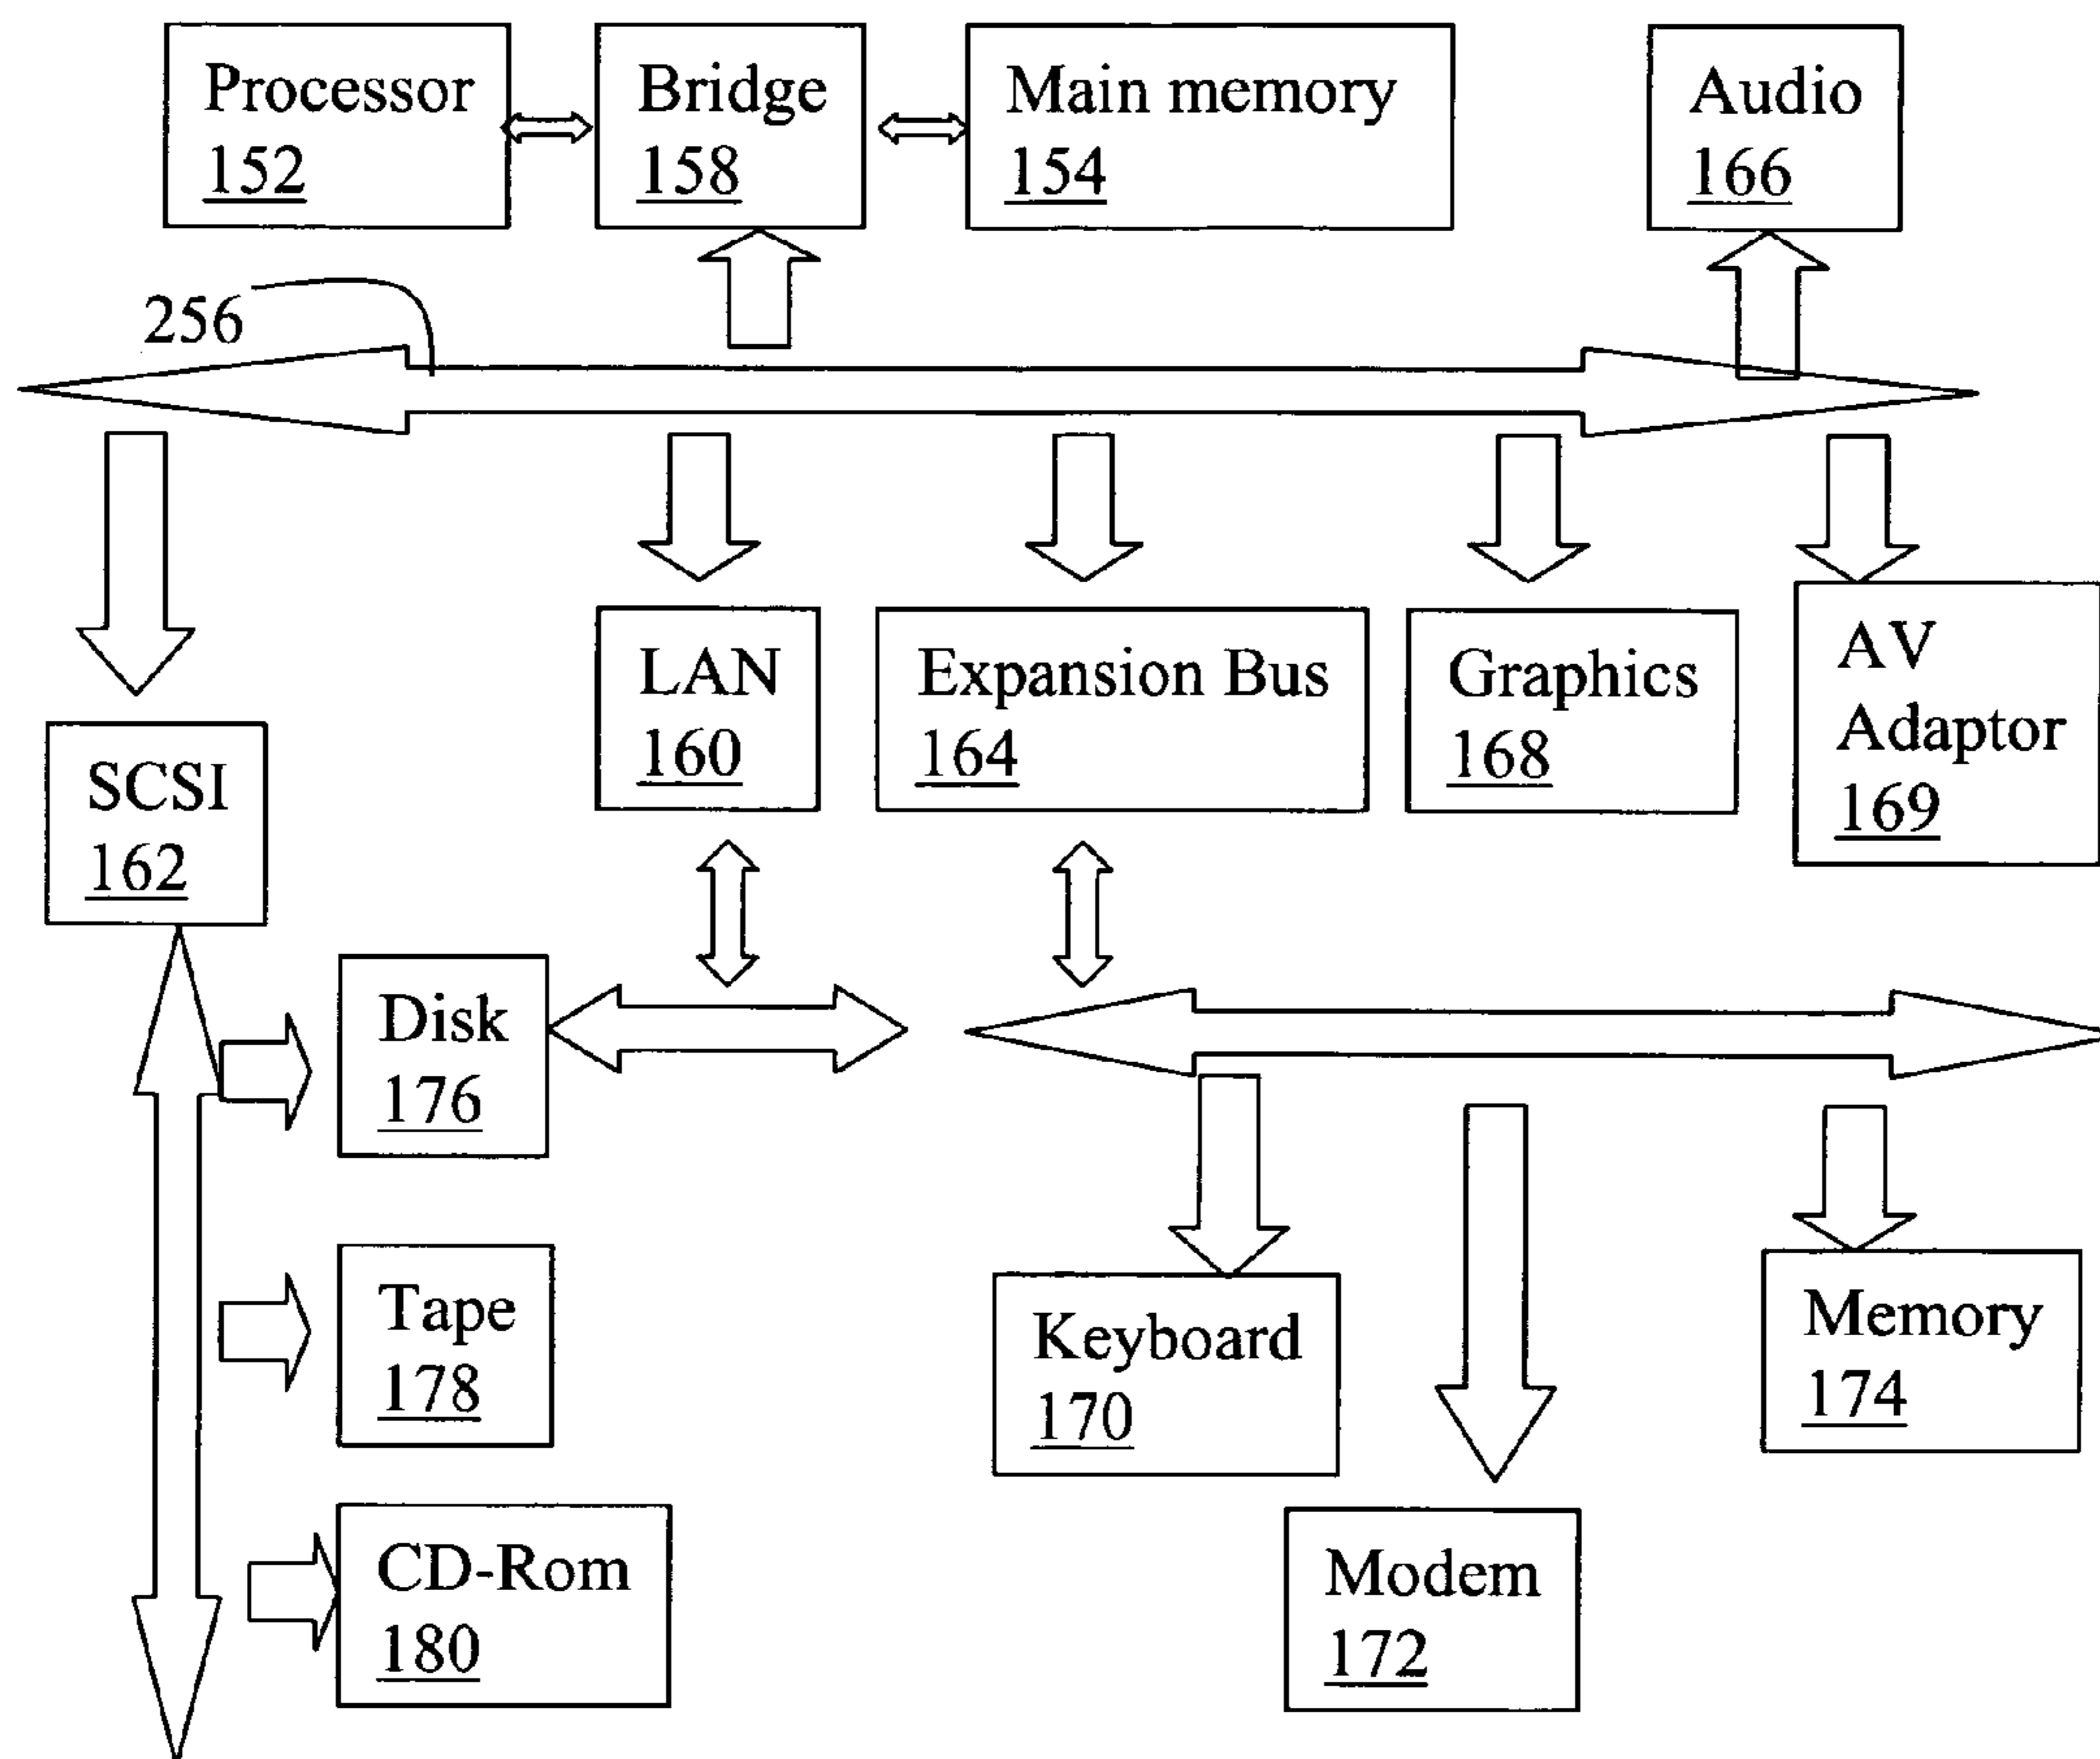 Processor
152
Bridge
158
Main memory
154
Audio
166
256
LAN
160
Expansion Bus
164
Graphics
168
AV
Adaptor
169
SCSI
162
Disk
176
Tape
178
Keyboard
170
Memory
174
CD-Rom
180
Modem
172